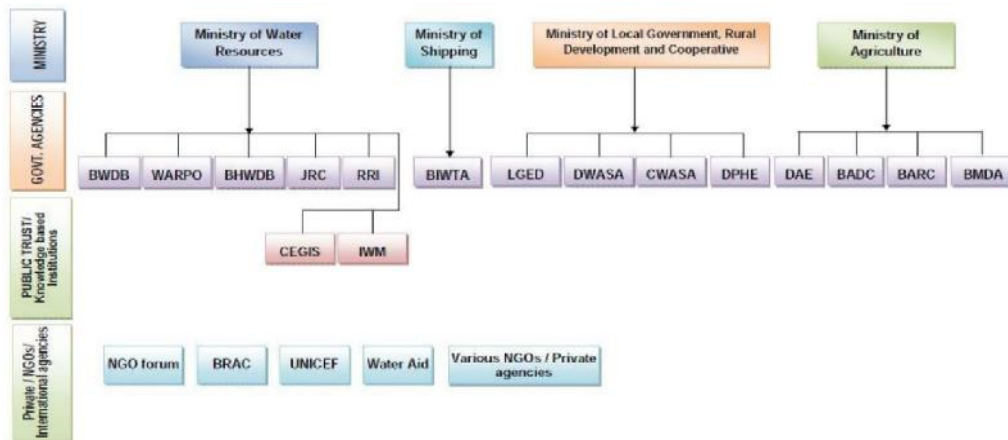 MINISTRY
Ministry of Water
Resources
Ministry of
Shipping
Ministry of Local Government, Rural
Development and Cooperative
Ministry of
Agriculture
GOVT. AGENCIES
BWDB
WARPO
BHWDB
JRC
RRI
BIWTA
LGED
DWASA
CWASA
DPHE
DAE
BADC
BARC
BMDA
PUBLIC TRUST/
Knowledge based
Institutions
CEGIS
IWM
Private / NGOs/
International agencies
NGO forum
BRAC
UNICEF
Water Aid
Various NGOs / Private
agencies